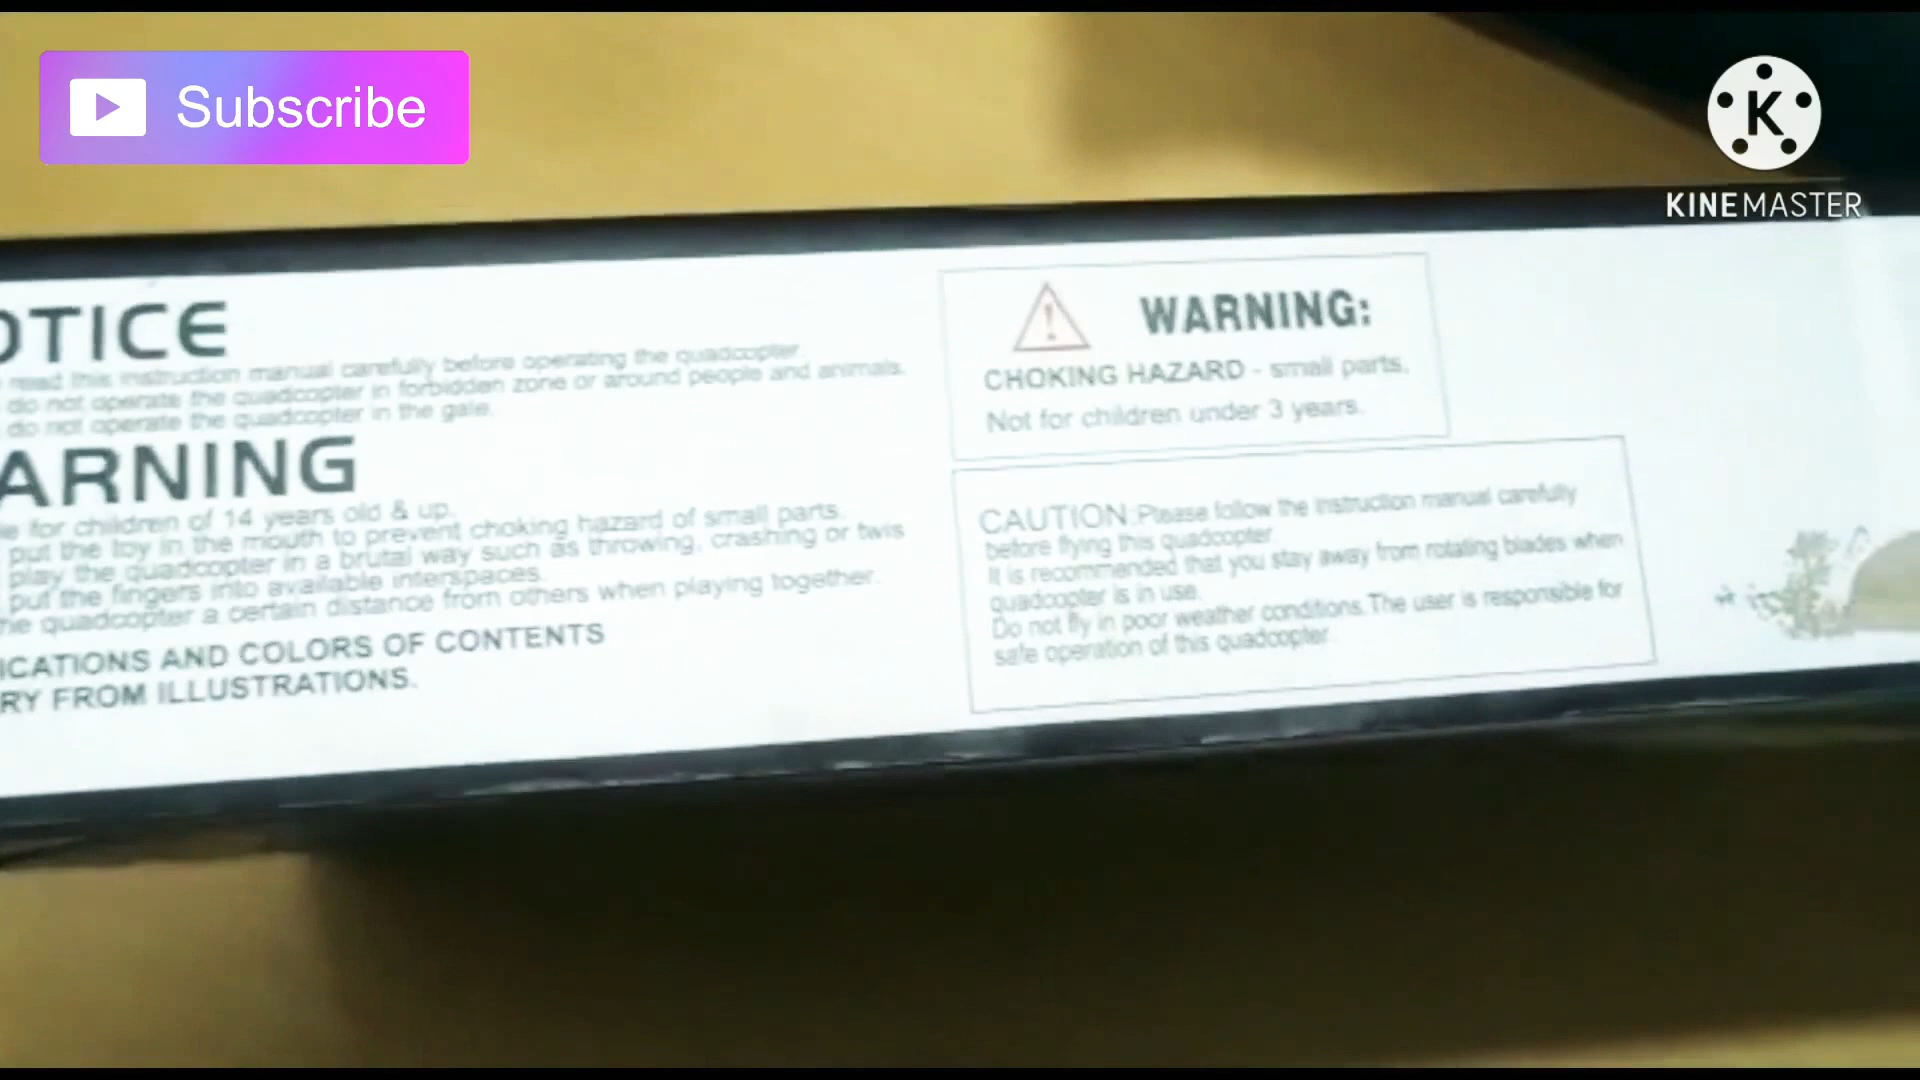 Subscribe
K
KINEMASTER
OTICE
read this instruction manual carefully before operating the quadcopter.
do not operate the quadcopter in forbidden zone or around people and animals.
do not operate the quadcopter in the gale.
ARNING
e for children of 14 years old & up.
put the toy in the mouth to prevent choking hazard of small parts.
play the quadcopter in a brutal way such as throwing, crashing or twis
put the fingers into available interspaces.
he quadcopter a certain distance from others when playing together.
ICATIONS AND COLORS OF CONTENTS
RY FROM ILLUSTRATIONS.
WARNING:
CHOKING HAZARD - small parts.
Not for children under 3 years.
CAUTION:Please follow the instruction manual carefully
before flying this quadcopter.
It is recommended that you stay away from rotating blades when
quadcopter is in use.
Do not fly in poor weather conditions.The user is responsible for
safe operation of this quadcopter.